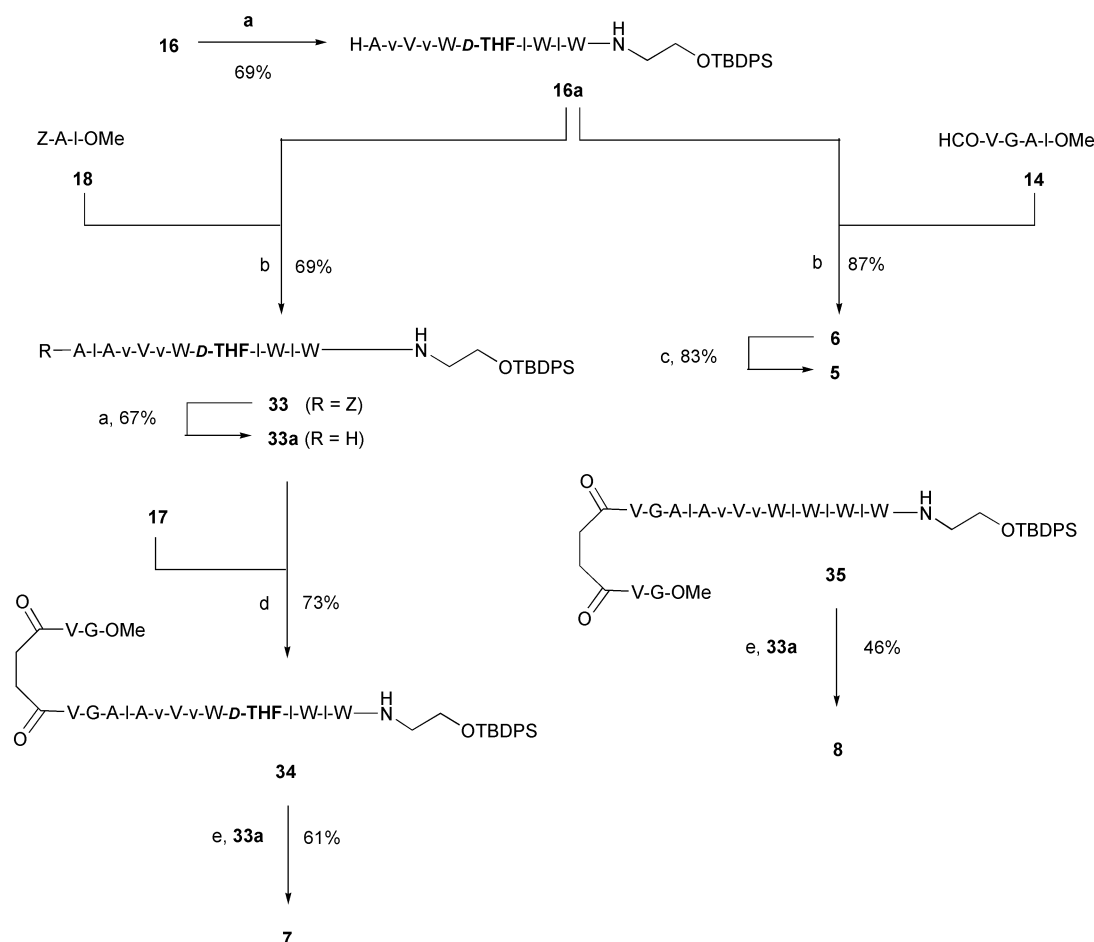 a
16
69%
H-A-v-V-v-W-D-THF-l-W-l-W
H
N
OTBDPS
16a
Z-A-l-OMe
18
HCO-V-G-A-l-OMe
14
b
69%
b
87%
R
A-l-A-v-V-v-W-D-THF-l-W-l-W
H
N
OTBDPS
6
c, 83%
5
33 (R = Z)
a, 67%
33a (R = H)
O
V-G-A-l-A-v-V-v-W-l-W-l-W-l-W
H
N
OTBDPS
35
O
V-G-OMe
17
d
73%
O
V-G-OMe
O
V-G-A-l-A-v-V-v-W-D-THF-l-W-l-W
H
N
OTBDPS
34
e, 33a
46%
8
e, 33a
61%
7